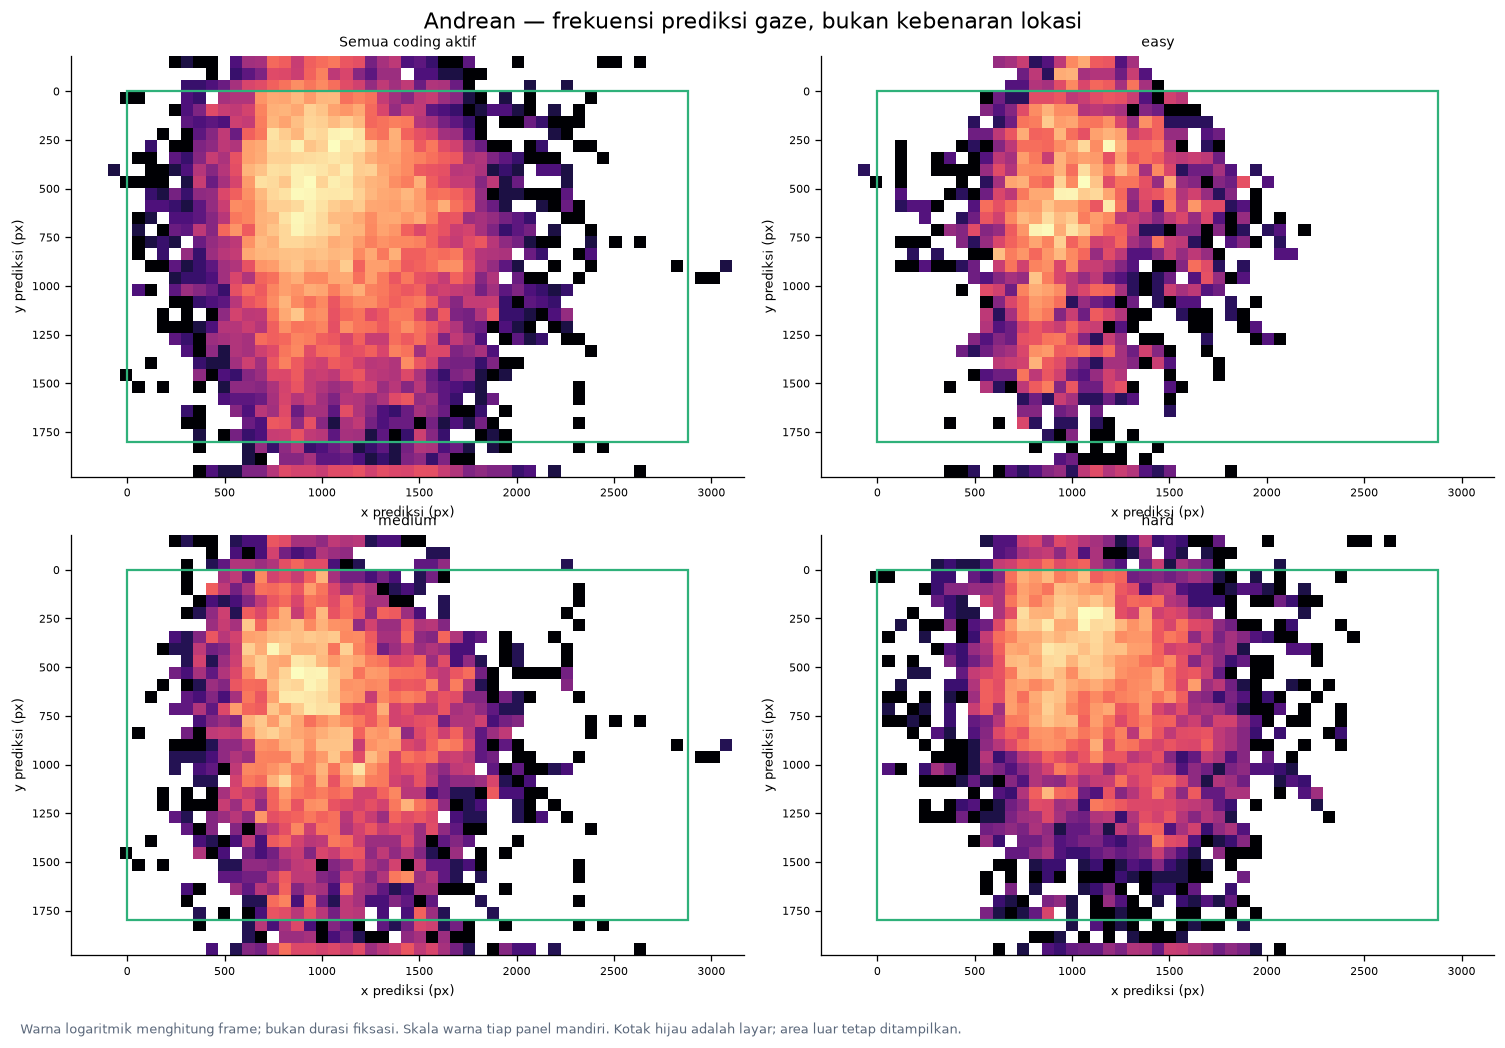 Andrean — frekuensi prediksi gaze, bukan kebenaran lokasi
Semua coding aktif
0
250
500
750
1000
1250
1500
1750
y prediksi (px)
0 500 1000 1500 2000 2500 3000
x prediksi (px)
easy
0
250
500
750
1000
1250
1500
1750
y prediksi (px)
0 500 1000 1500 2000 2500 3000
x prediksi (px)
medium
0
250
500
750
1000
1250
1500
1750
y prediksi (px)
0 500 1000 1500 2000 2500 3000
x prediksi (px)
hard
0
250
500
750
1000
1250
1500
1750
y prediksi (px)
0 500 1000 1500 2000 2500 3000
x prediksi (px)
Warna logaritmik menghitung frame; bukan durasi fiksasi. Skala warna tiap panel mandiri. Kotak hijau adalah layar; area luar tetap ditampilkan.